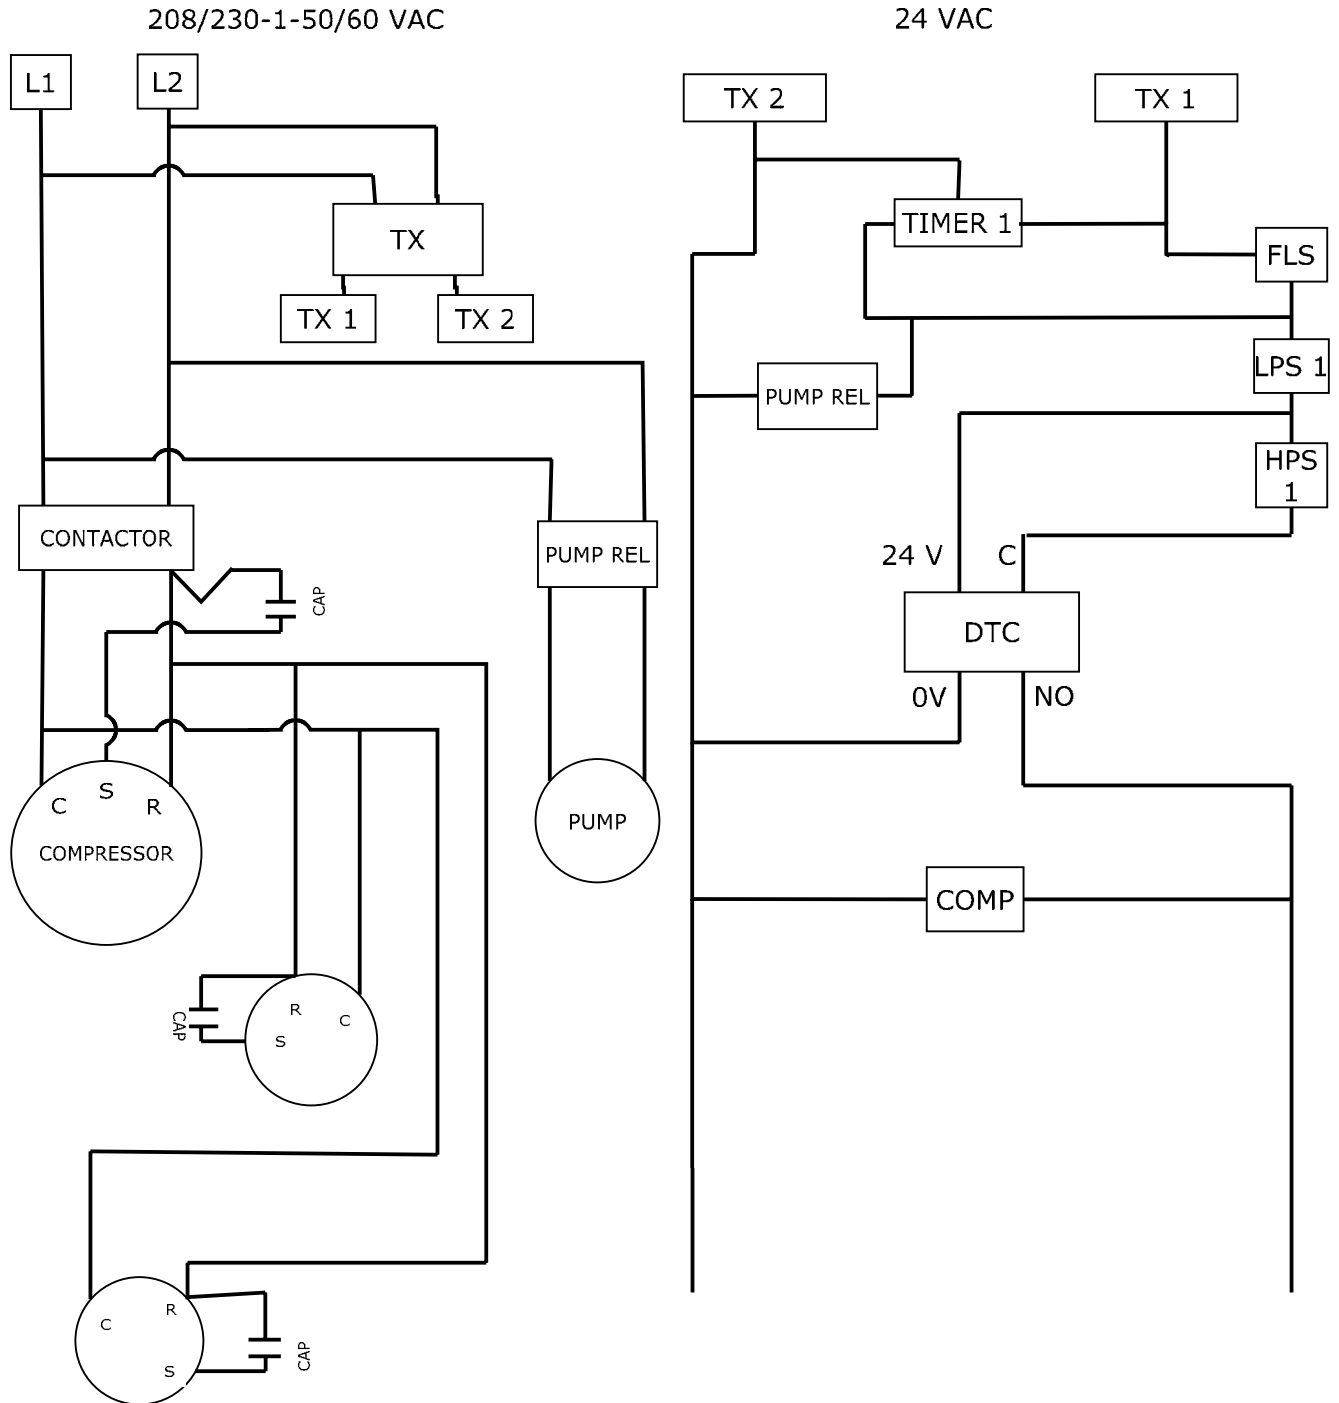 208/230-1-50/60 VAC
24 VAC
L1
L2
TX 2
TX 1
TX
TIMER 1
FLS
TX 1
TX 2
LPS 1
PUMP REL
HPS
1
CONTACTOR
PUMP REL
24 V
C
CAP
DTC
0V
NO
C
S
R
COMPRESSOR
PUMP
COMP
R
C
S
CAP
C
R
S
CAP